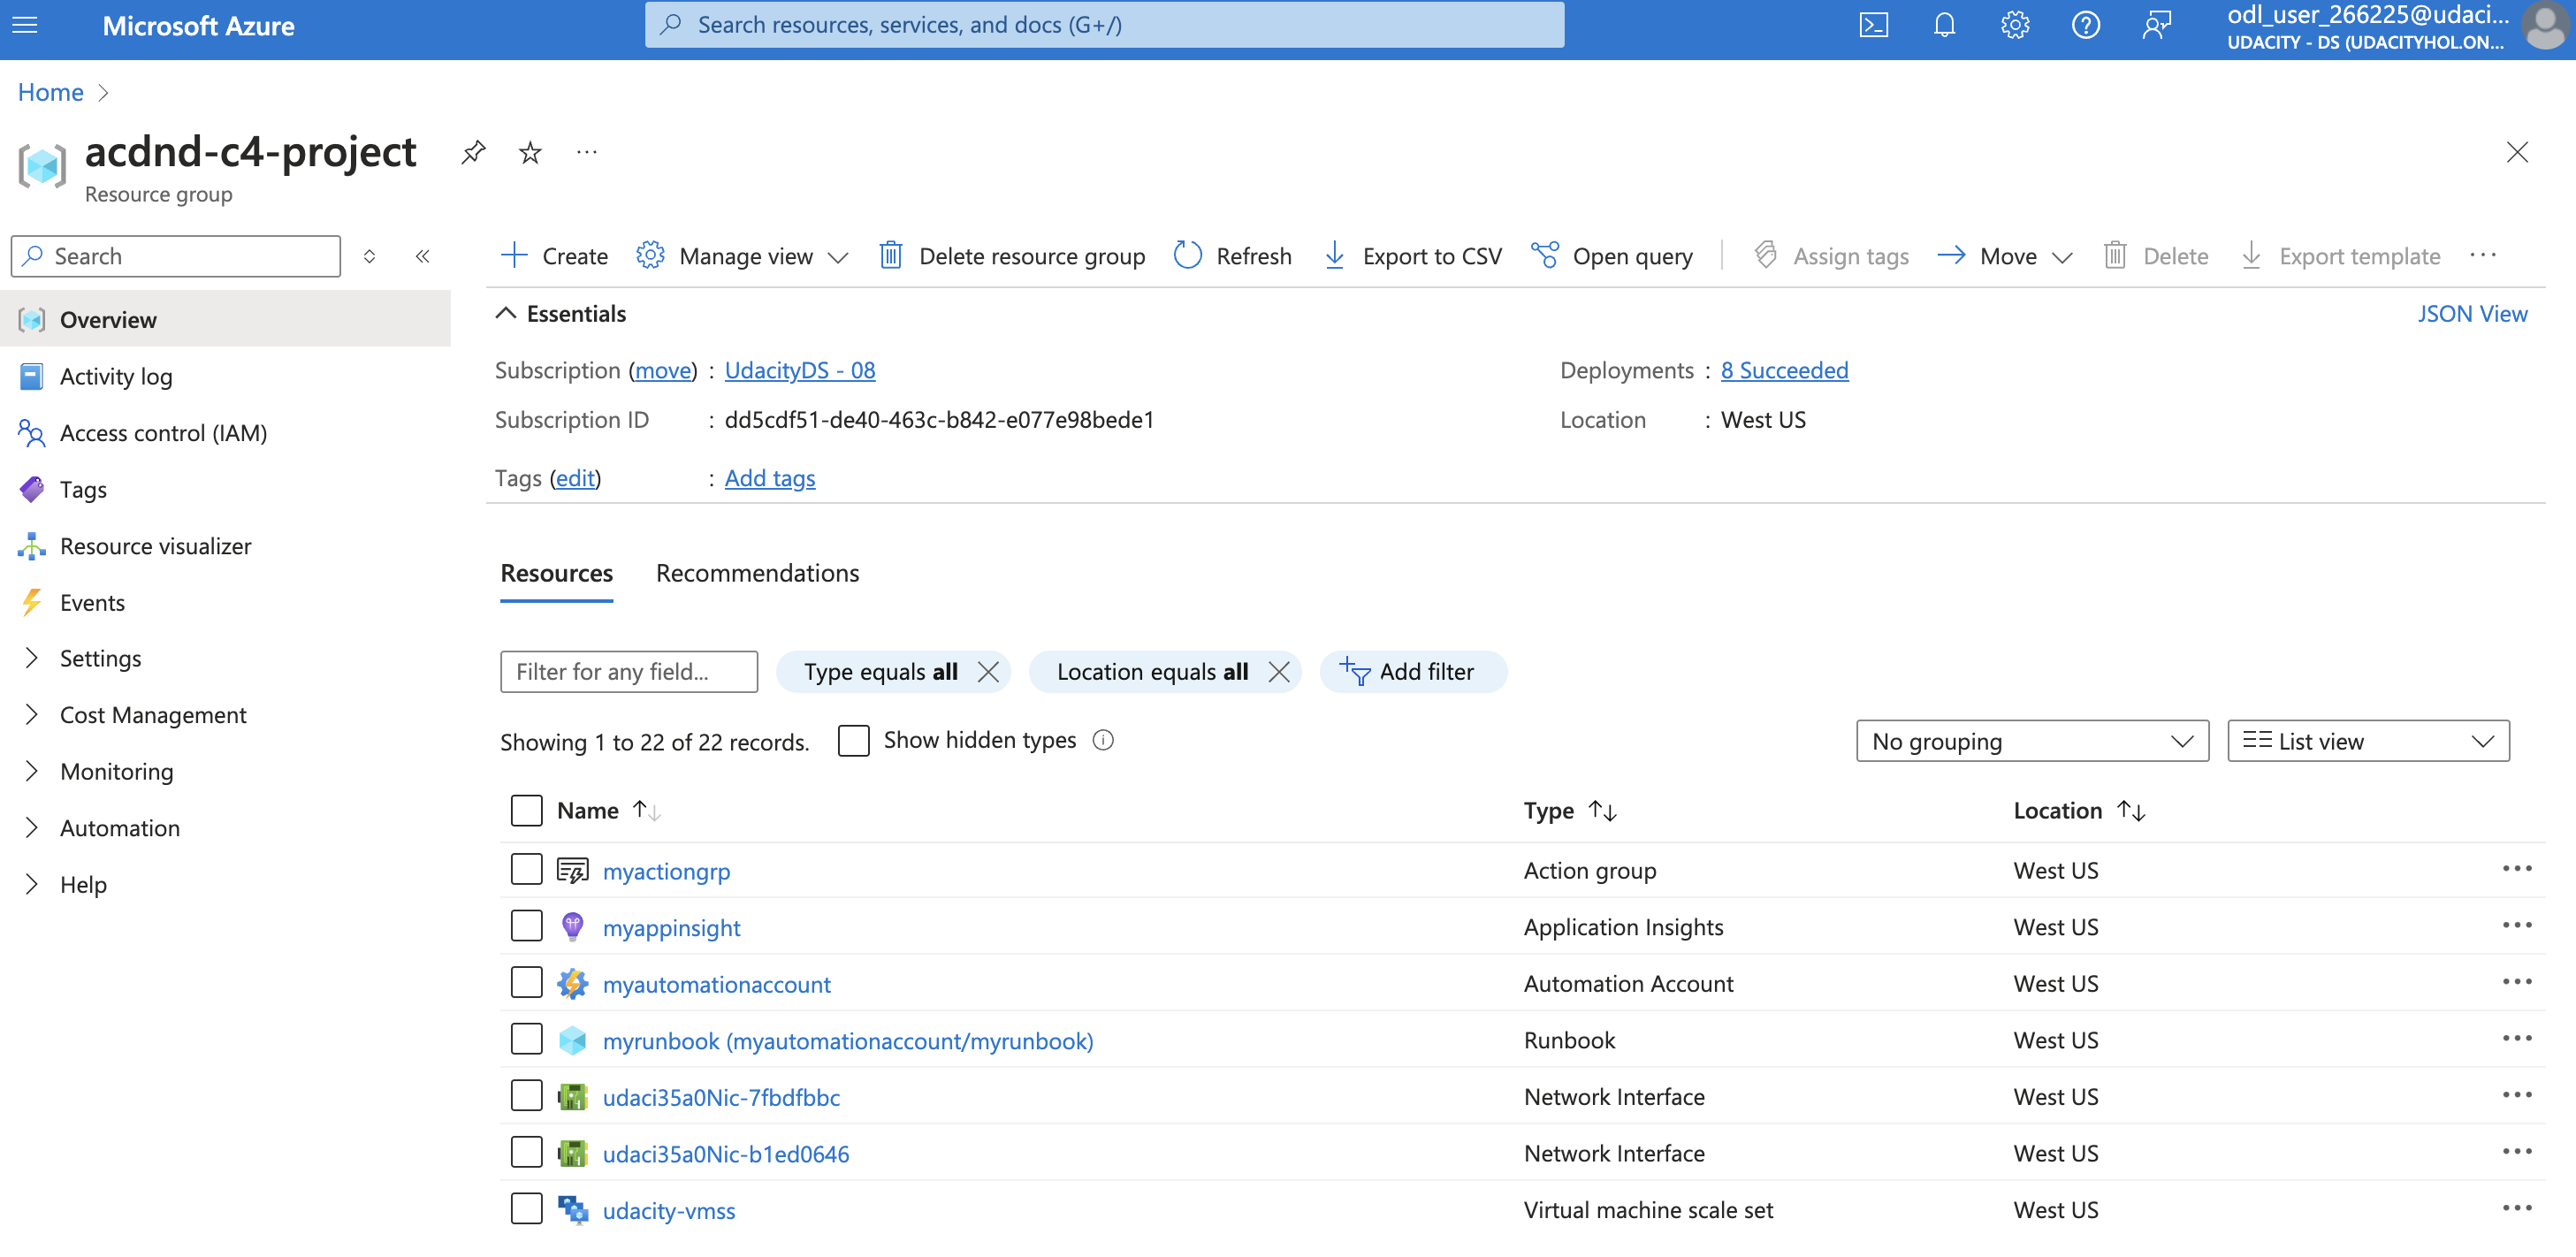 Microsoft Azure
Search resources, services, and docs (G+/)
odl_user_266225@udaci...
UDACITY - DS (UDACITYHOL.ON...
Home
acdnd-c4-project
Resource group
Search
Create
Manage view
Delete resource group
Refresh
Export to CSV
Open query
Assign tags
Move
Delete
Export template
Overview
Activity log
Access control (IAM)
Tags
Resource visualizer
Events
Settings
Cost Management
Monitoring
Automation
Help
Essentials
JSON View
Subscription (move) : UdacityDS - 08
Deployments : 8 Succeeded
Subscription ID : dd5cdf51-de40-463c-b842-e077e98bede1
Location : West US
Tags (edit) : Add tags
Resources
Recommendations
Filter for any field...
Type equals all
Location equals all
Add filter
Showing 1 to 22 of 22 records.
Show hidden types
No grouping
List view
Name Type Location
myactiongrp Action group West US
myappinsight Application Insights West US
myautomationaccount Automation Account West US
myrunbook (myautomationaccount/myrunbook) Runbook West US
udaci35a0Nic-7fbdfbbc Network Interface West US
udaci35a0Nic-b1ed0646 Network Interface West US
udacity-vmss Virtual machine scale set West US